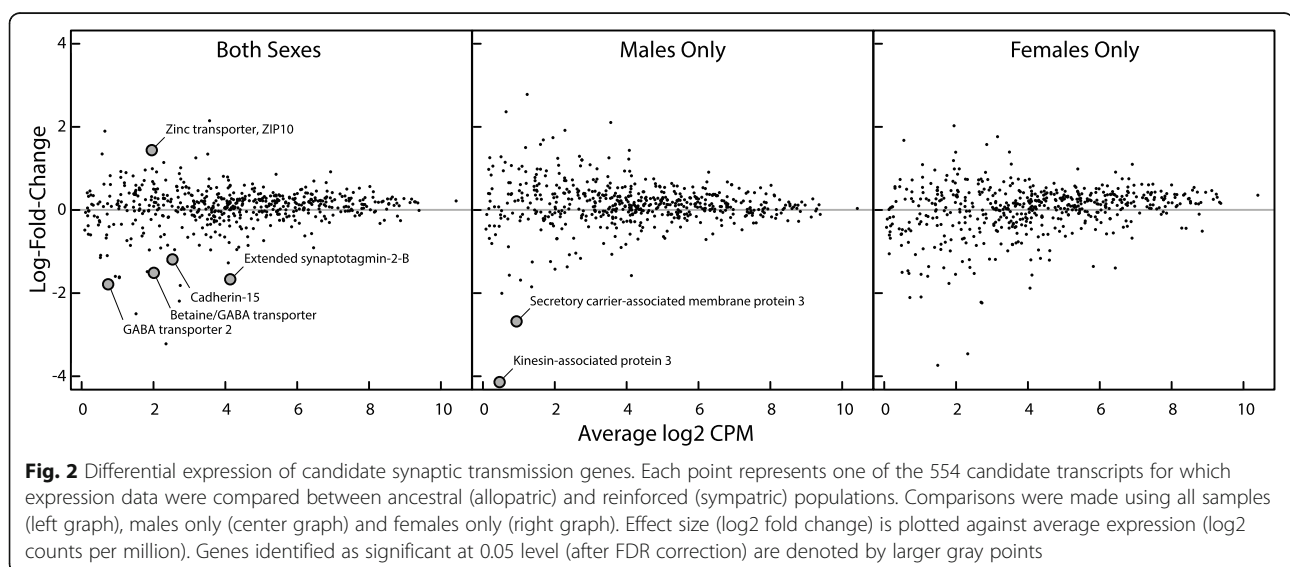 Both Sexes
Males Only
Females Only
Log-Fold-Change
4
2
0
-2
-4
Zinc transporter, ZIP10
Extended synaptotagmin-2-B
Cadherin-15
Betaine/GABA transporter
GABA transporter 2
Secretory carrier-associated membrane protein 3
Kinesin-associated protein 3
0 2 4 6 8 10 0 2 4 6 8 10 0 2 4 6 8 10
Average log2 CPM
Fig. 2 Differential expression of candidate synaptic transmission genes. Each point represents one of the 554 candidate transcripts for which
expression data were compared between ancestral (allopatric) and reinforced (sympatric) populations. Comparisons were made using all samples
(left graph), males only (center graph) and females only (right graph). Effect size (log2 fold change) is plotted against average expression (log2
counts per million). Genes identified as significant at 0.05 level (after FDR correction) are denoted by larger gray points